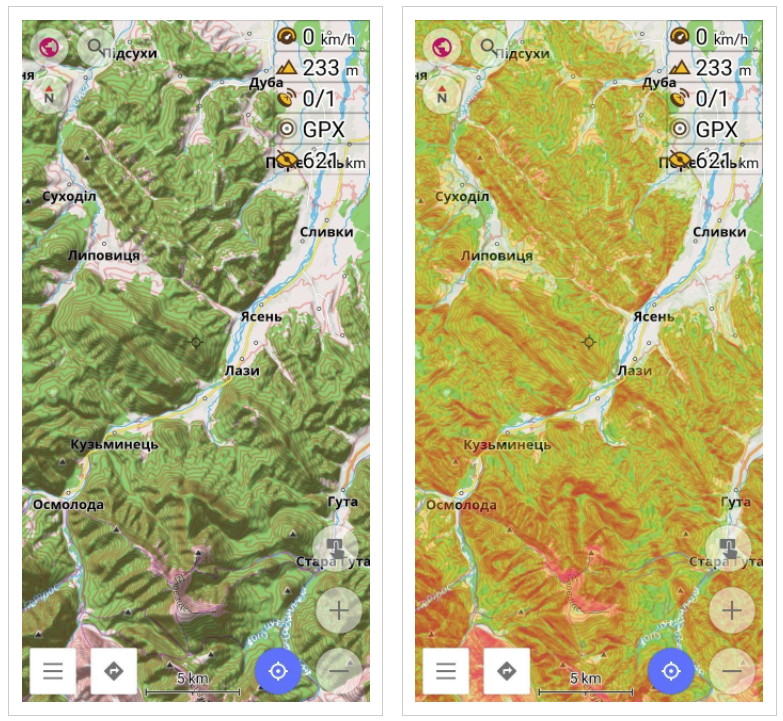 Підсухи
ня
Дуба
0 km/h
233 m
0/1
GPX
621 km
N
Суходіл
Сливки
Липовиця
Ясень
Лази
Кузьминець
Осмолода
Гута
Стара Гута
5 km
Підсухи
ня
Дуба
0 km/h
233 m
0/1
GPX
621 km
N
Суходіл
Сливки
Липовиця
Ясень
Лази
Кузьминець
Осмолода
Гута
Стара Гута
5 km